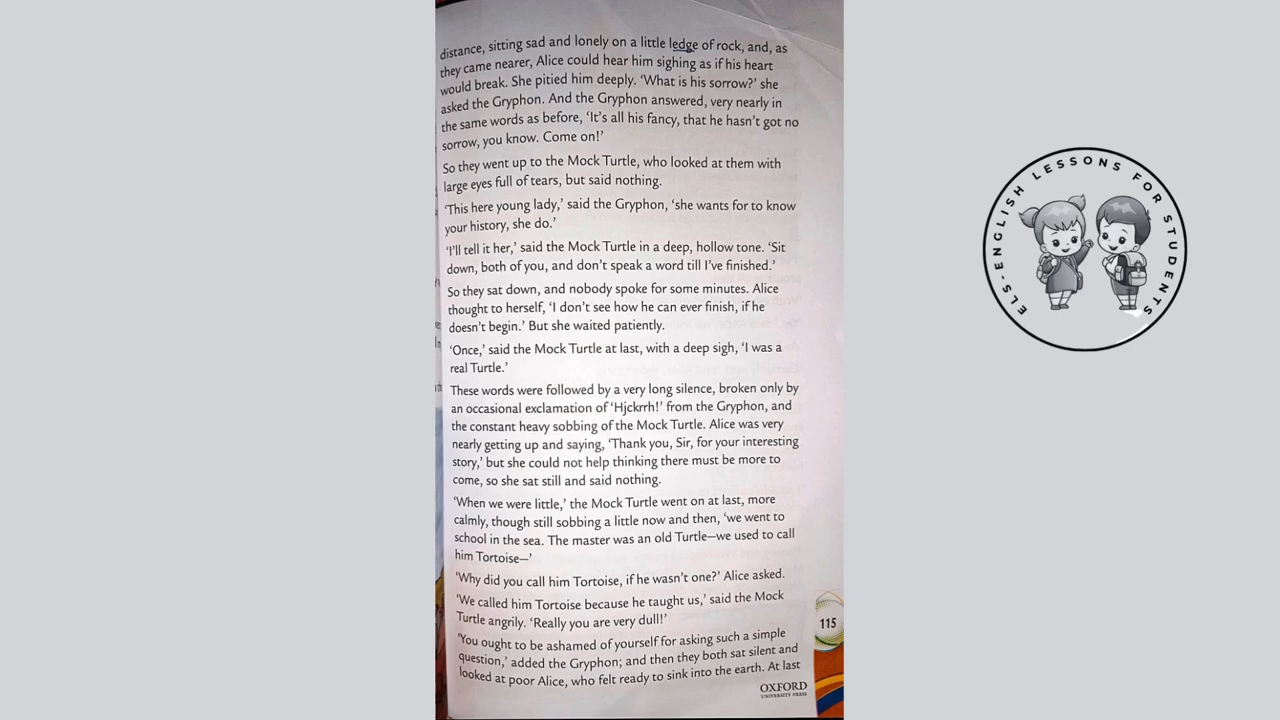 distance, sitting sad and lonely on a little ledge of rock, and, as
they came nearer, Alice could hear him sighing as if his heart
would break. She pitied him deeply. ‘What is his sorrow?’ she
asked the Gryphon. And the Gryphon answered, very nearly in
the same words as before, ‘It’s all his fancy, that he hasn’t got no
sorrow, you know. Come on!’
So they went up to the Mock Turtle, who looked at them with
large eyes full of tears, but said nothing.
‘This here young lady,’ said the Gryphon, ‘she wants for to know
your history, she do.’
‘I’ll tell it her,’ said the Mock Turtle in a deep, hollow tone. ‘Sit
down, both of you, and don’t speak a word till I’ve finished.’
So they sat down, and nobody spoke for some minutes. Alice
thought to herself, ‘I don’t see how he can ever finish, if he
doesn’t begin.’ But she waited patiently.
‘Once,’ said the Mock Turtle at last, with a deep sigh, ‘I was a
real Turtle.’
These words were followed by a very long silence, broken only by
an occasional exclamation of ‘Hjckrrh!’ from the Gryphon, and
the constant heavy sobbing of the Mock Turtle. Alice was very
nearly getting up and saying, ‘Thank you, Sir, for your interesting
story,’ but she could not help thinking there must be more to
come, so she sat still and said nothing.
‘When we were little,’ the Mock Turtle went on at last, more
calmly, though still sobbing a little now and then, ‘we went to
school in the sea. The master was an old Turtle—we used to call
him Tortoise—’
‘Why did you call him Tortoise, if he wasn’t one?’ Alice asked.
‘We called him Tortoise because he taught us,’ said the Mock
Turtle angrily. ‘Really you are very dull!’
‘You ought to be ashamed of yourself for asking such a simple
question,’ added the Gryphon; and then they both sat silent and
looked at poor Alice, who felt ready to sink into the earth. At last
115
OXFORD
UNIVERSITY PRESS
ELS-ENGLISH LESSONS FOR STUDENTS